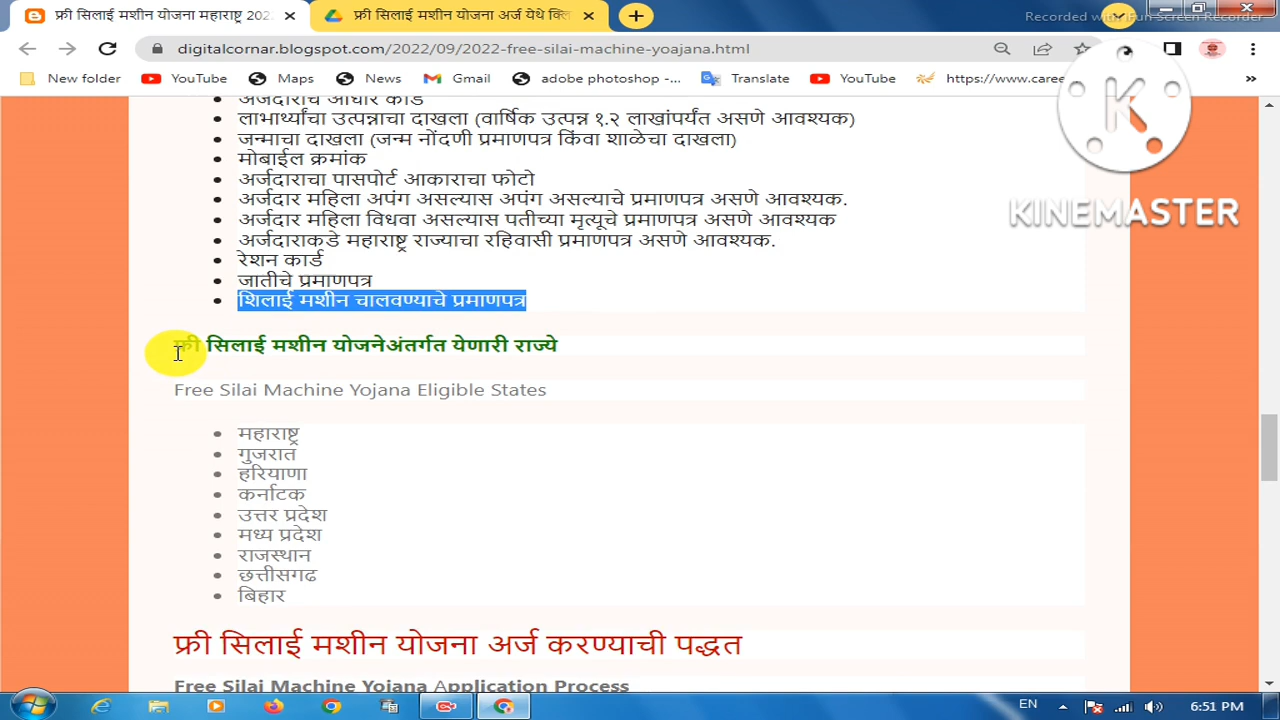 फ्री सिलाई मशीन योजना महाराष्ट्र 202
फ्री सिलाई मशीन योजना अर्ज येथे क्लि
Recorded with iFun Screen Recorder
digitalcornar.blogspot.com/2022/09/2022-free-silai-machine-yoajana.html
New folder
YouTube
Maps
News
Gmail
adobe photoshop -...
Translate
YouTube
https://www.caree
»
K
KINEMASTER
अर्जदाराचे आधार कार्ड
लाभार्थ्यांचा उत्पन्नाचा दाखला (वार्षिक उत्पन्न १.२ लाखांपर्यंत असणे आवश्यक)
जन्माचा दाखला (जन्म नोंदणी प्रमाणपत्र किंवा शाळेचा दाखला)
मोबाईल क्रमांक
अर्जदाराचा पासपोर्ट आकाराचा फोटो
अर्जदार महिला अपंग असल्यास अपंग असल्याचे प्रमाणपत्र असणे आवश्यक.
अर्जदार महिला विधवा असल्यास पतीच्या मृत्यूचे प्रमाणपत्र असणे आवश्यक
अर्जदाराकडे महाराष्ट्र राज्याचा रहिवासी प्रमाणपत्र असणे आवश्यक.
रेशन कार्ड
जातीचे प्रमाणपत्र
शिलाई मशीन चालवण्याचे प्रमाणपत्र
फ्री सिलाई मशीन योजनेअंतर्गत येणारी राज्ये
Free Silai Machine Yojana Eligible States
महाराष्ट्र
गुजरात
हरियाणा
कर्नाटक
उत्तर प्रदेश
मध्य प्रदेश
राजस्थान
छत्तीसगढ
बिहार
फ्री सिलाई मशीन योजना अर्ज करण्याची पद्धत
Free Silai Machine Yojana Application Process
EN
6:51 PM